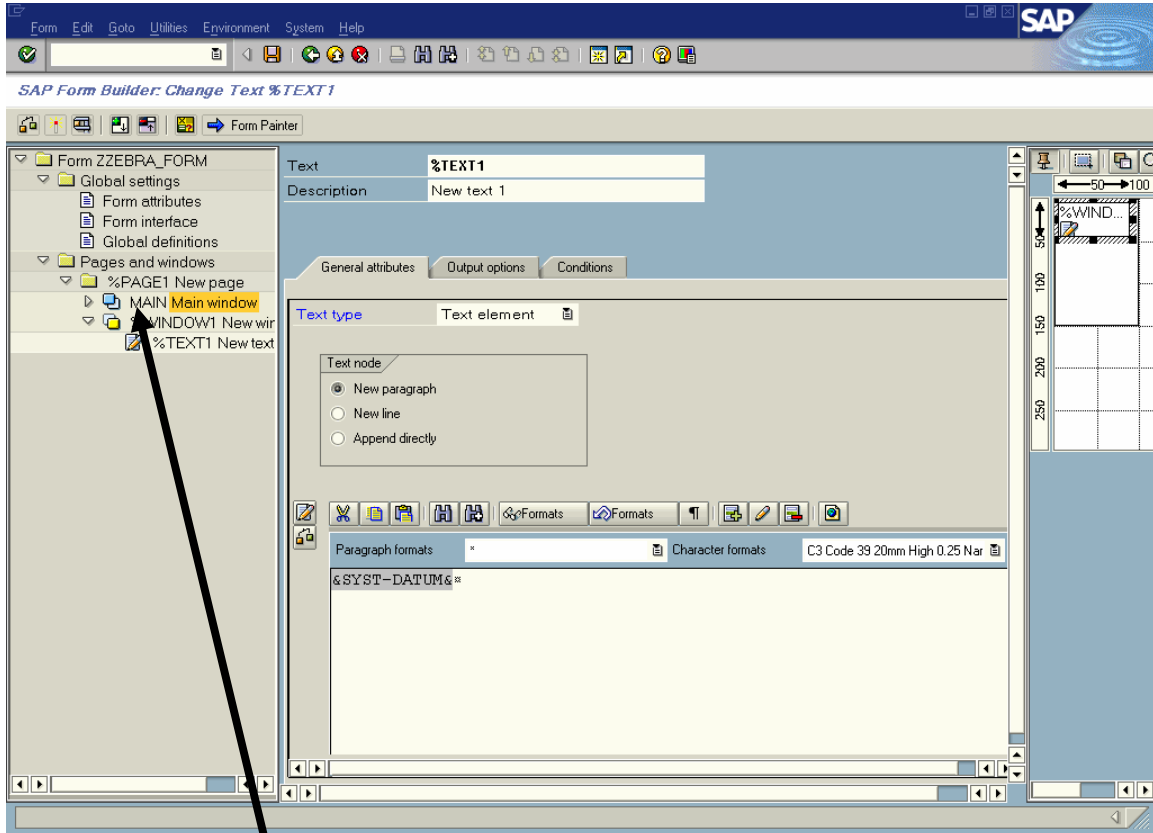 Form Edit Goto Utilities Environment System Help
SAP
SAP Form Builder: Change Text %TEXT1
Form Painter
Form ZZEBRA_FORM
Global settings
Form attributes
Form interface
Global definitions
Pages and windows
%PAGE1 New page
MAIN Main window
WINDOW1 New wir
%TEXT1 New text
Text %TEXT1
Description New text 1
General attributes Output options Conditions
Text type Text element
Text node
New paragraph
New line
Append directly
Formats Formats ¶
Paragraph formats * Character formats C3 Code 39 20mm High 0.25 Nar
&SYST-DATUM&¤
50 100
%WIND...
50
100
150
200
250